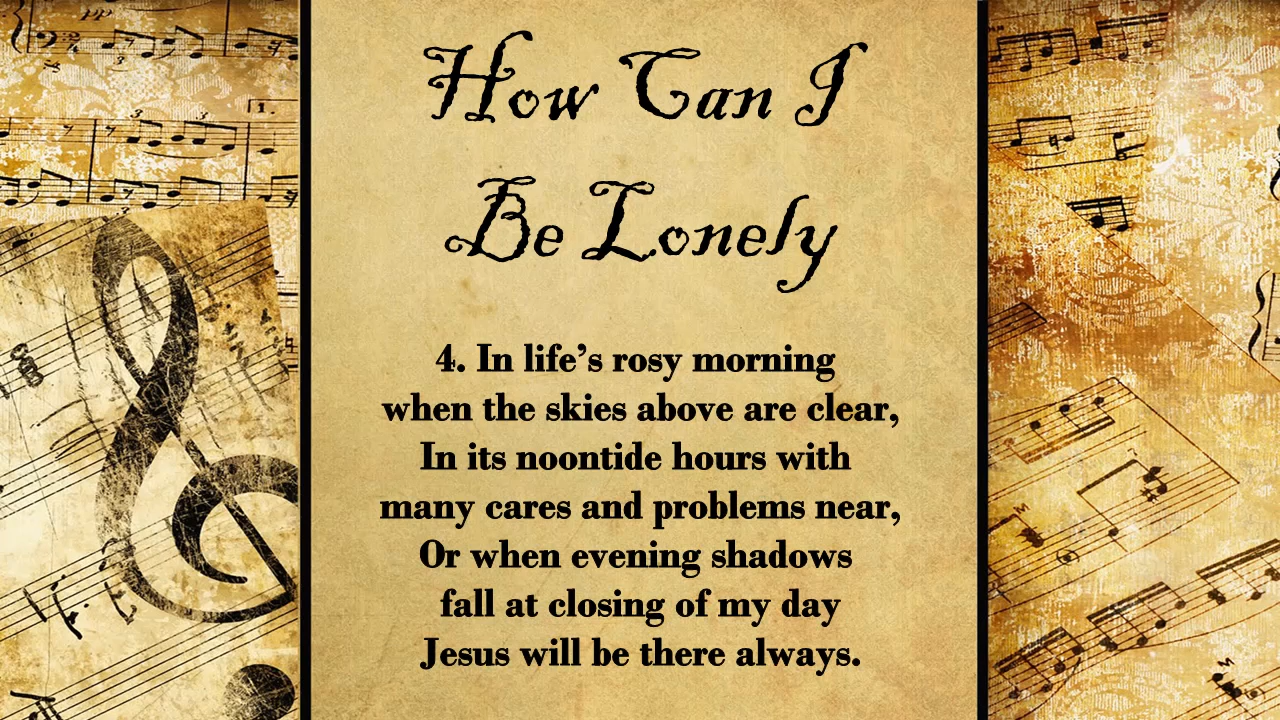 How Can I
Be Lonely
4. In life’s rosy morning
when the skies above are clear,
In its noontide hours with
many cares and problems near,
Or when evening shadows
fall at closing of my day
Jesus will be there always.